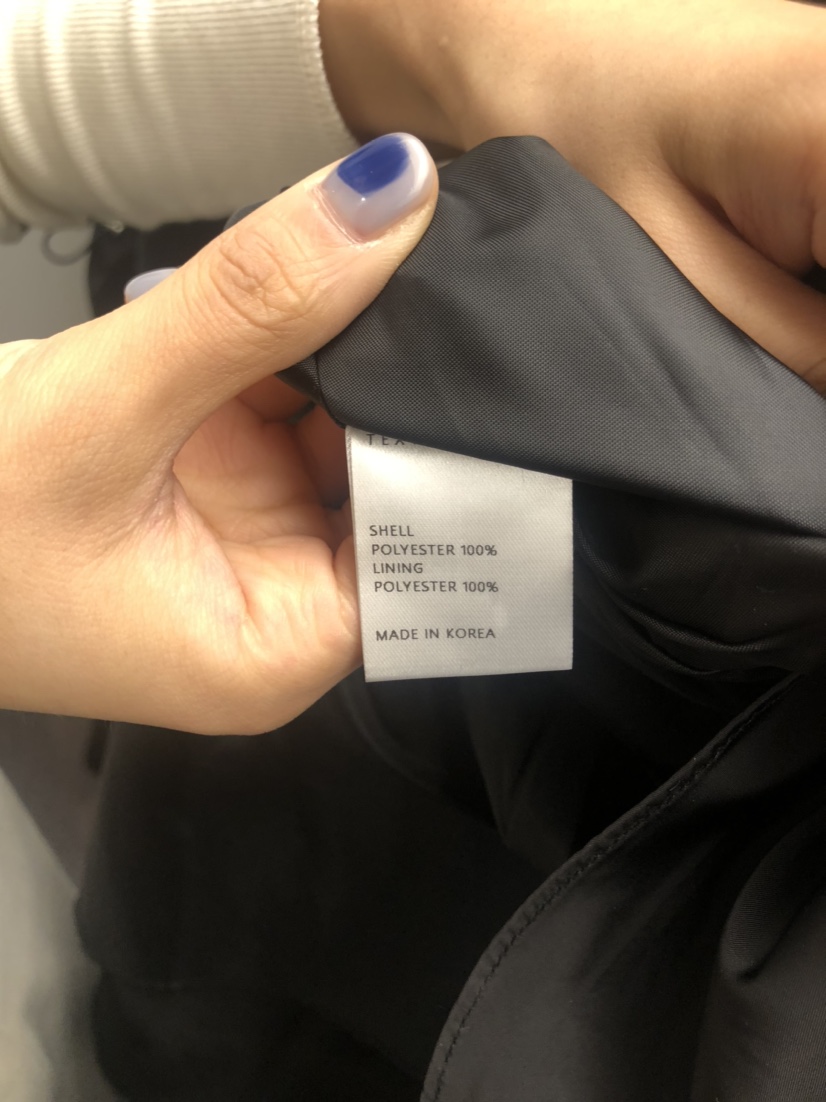 SHELL
POLYESTER 100%
LINING
POLYESTER 100%
MADE IN KOREA